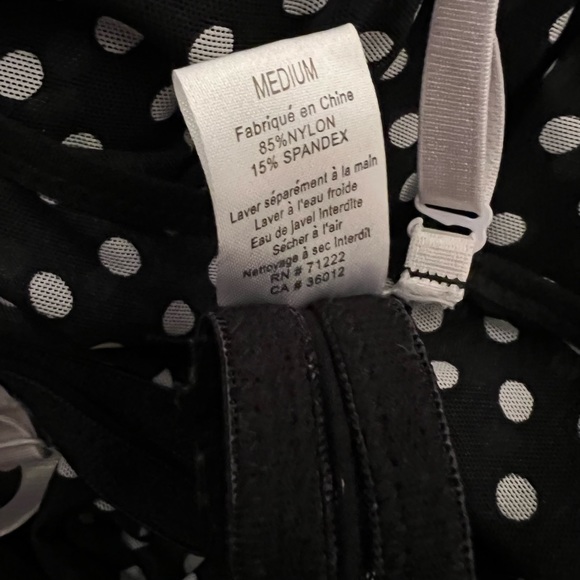 MEDIUM
Fabriqué en Chine
85%NYLON
15% SPANDEX
Laver séparément à la main
Laver à l'eau froide
Eau de javel Interdite
Sécher à l'air
Nettoyage à sec Interdit
RN # 71222
CA # 36012